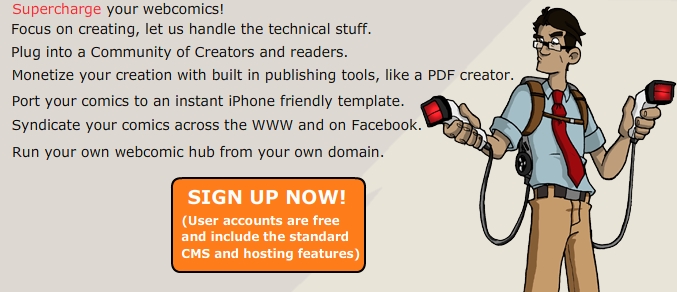 Supercharge your webcomics!
Focus on creating, let us handle the technical stuff.
Plug into a Community of Creators and readers.
Monetize your creation with built in publishing tools, like a PDF creator.
Port your comics to an instant iPhone friendly template.
Syndicate your comics across the WWW and on Facebook.
Run your own webcomic hub from your own domain.
SIGN UP NOW!
(User accounts are free
and include the standard
CMS and hosting features)